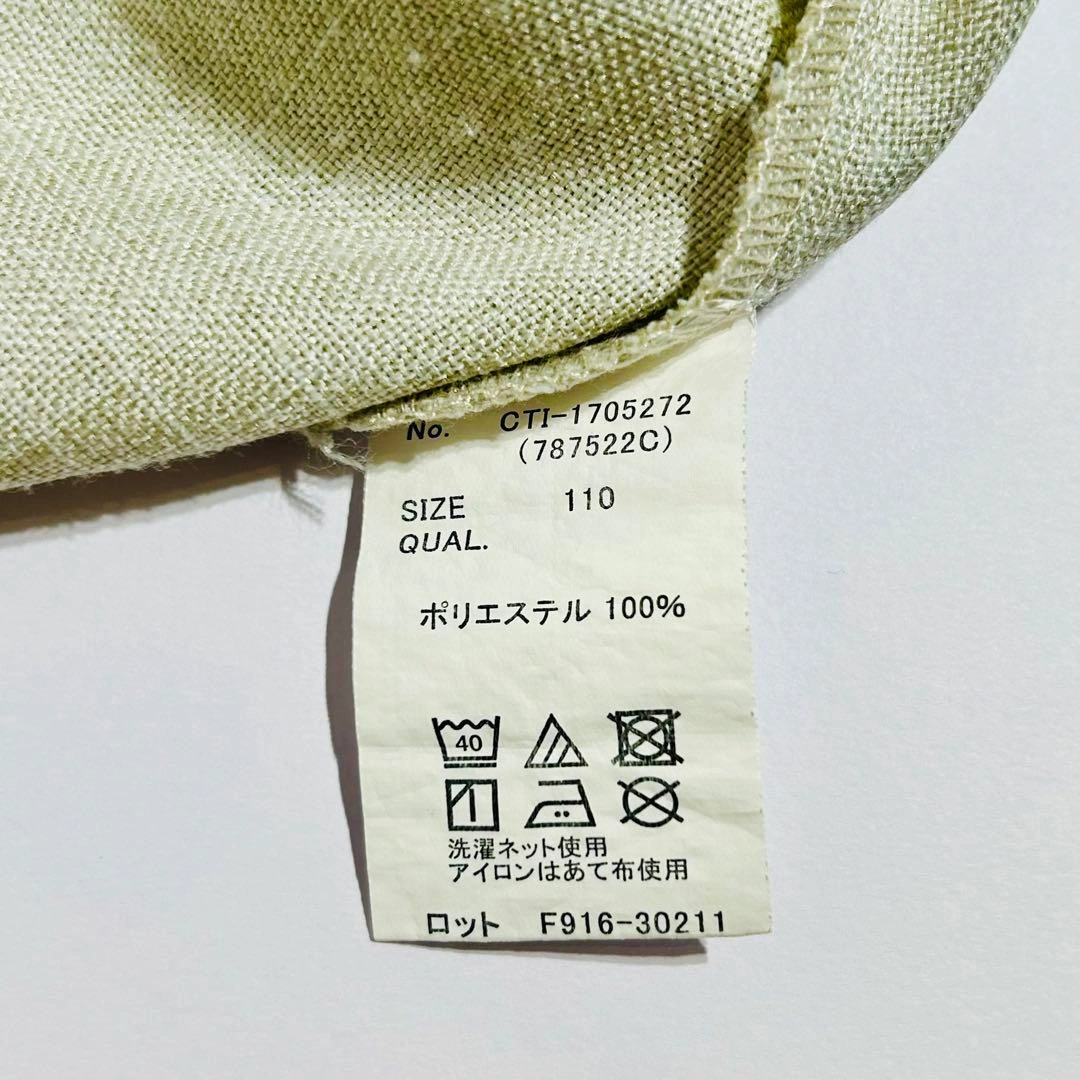 No. CTI-1705272
(787522C)
SIZE 110
QUAL.
ポリエステル 100%
40
洗濯ネット使用
アイロンはあて布使用
ロット F916-30211